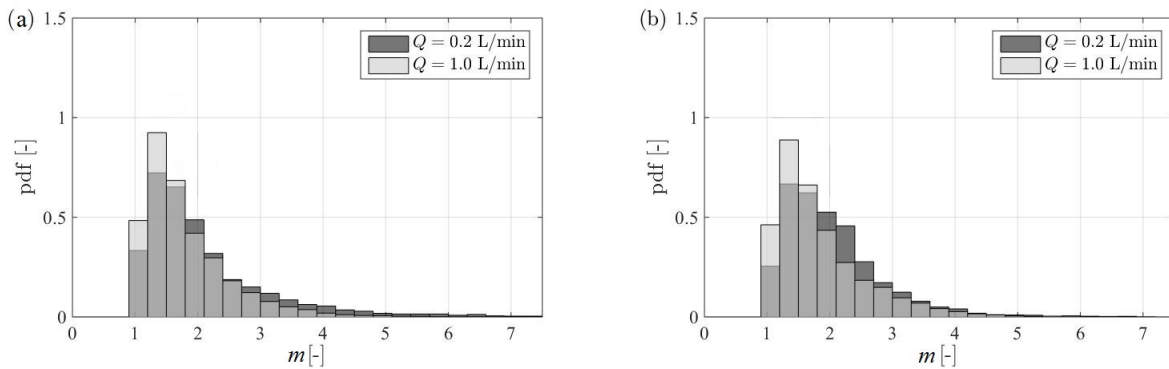 (a)
1.5
1
0.5
0
pdf [-]
Q = 0.2 L/min
Q = 1.0 L/min
0 1 2 3 4 5 6 7
m [-]
(b)
1.5
1
0.5
0
pdf [-]
Q = 0.2 L/min
Q = 1.0 L/min
0 1 2 3 4 5 6 7
m [-]